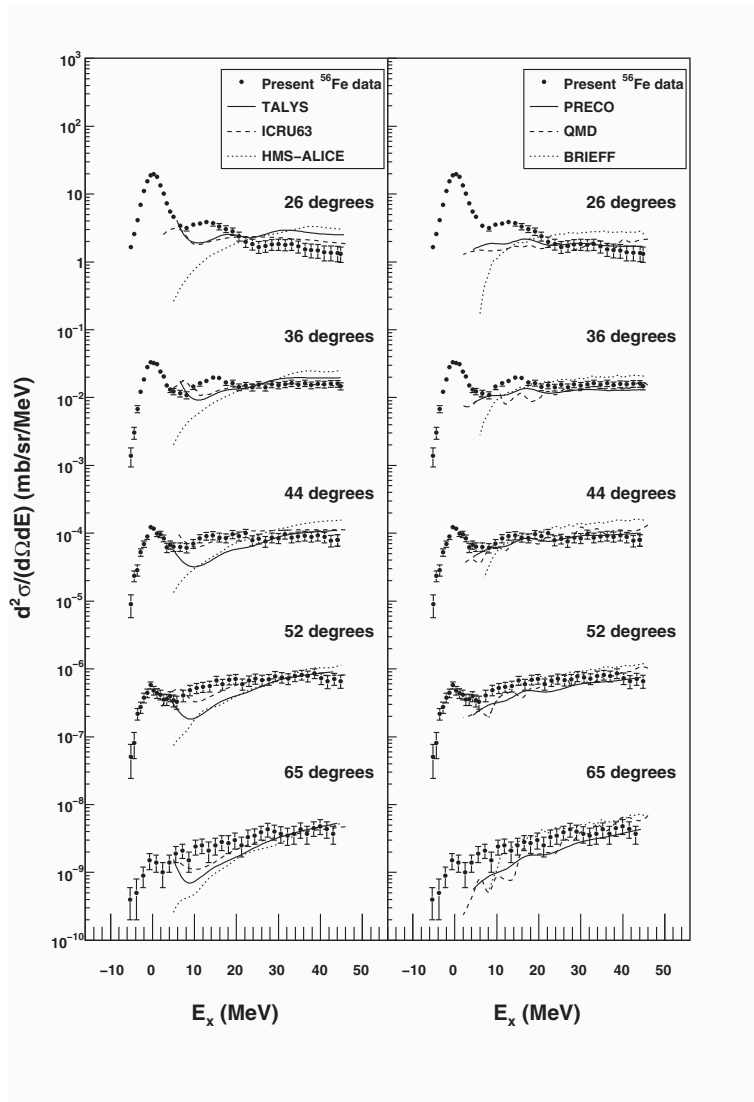 10³
10²
10
1
10⁻¹
10⁻²
10⁻³
10⁻⁴
10⁻⁵
10⁻⁶
10⁻⁷
10⁻⁸
10⁻⁹
10⁻¹⁰
d²σ/(dΩdE) (mb/sr/MeV)
Present ⁵⁶Fe data
TALYS
ICRU63
HMS-ALICE
26 degrees
36 degrees
44 degrees
52 degrees
65 degrees
-10 0 10 20 30 40 50
Eₓ (MeV)
Present ⁵⁶Fe data
PRECO
QMD
BRIEFF
26 degrees
36 degrees
44 degrees
52 degrees
65 degrees
-10 0 10 20 30 40 50
Eₓ (MeV)